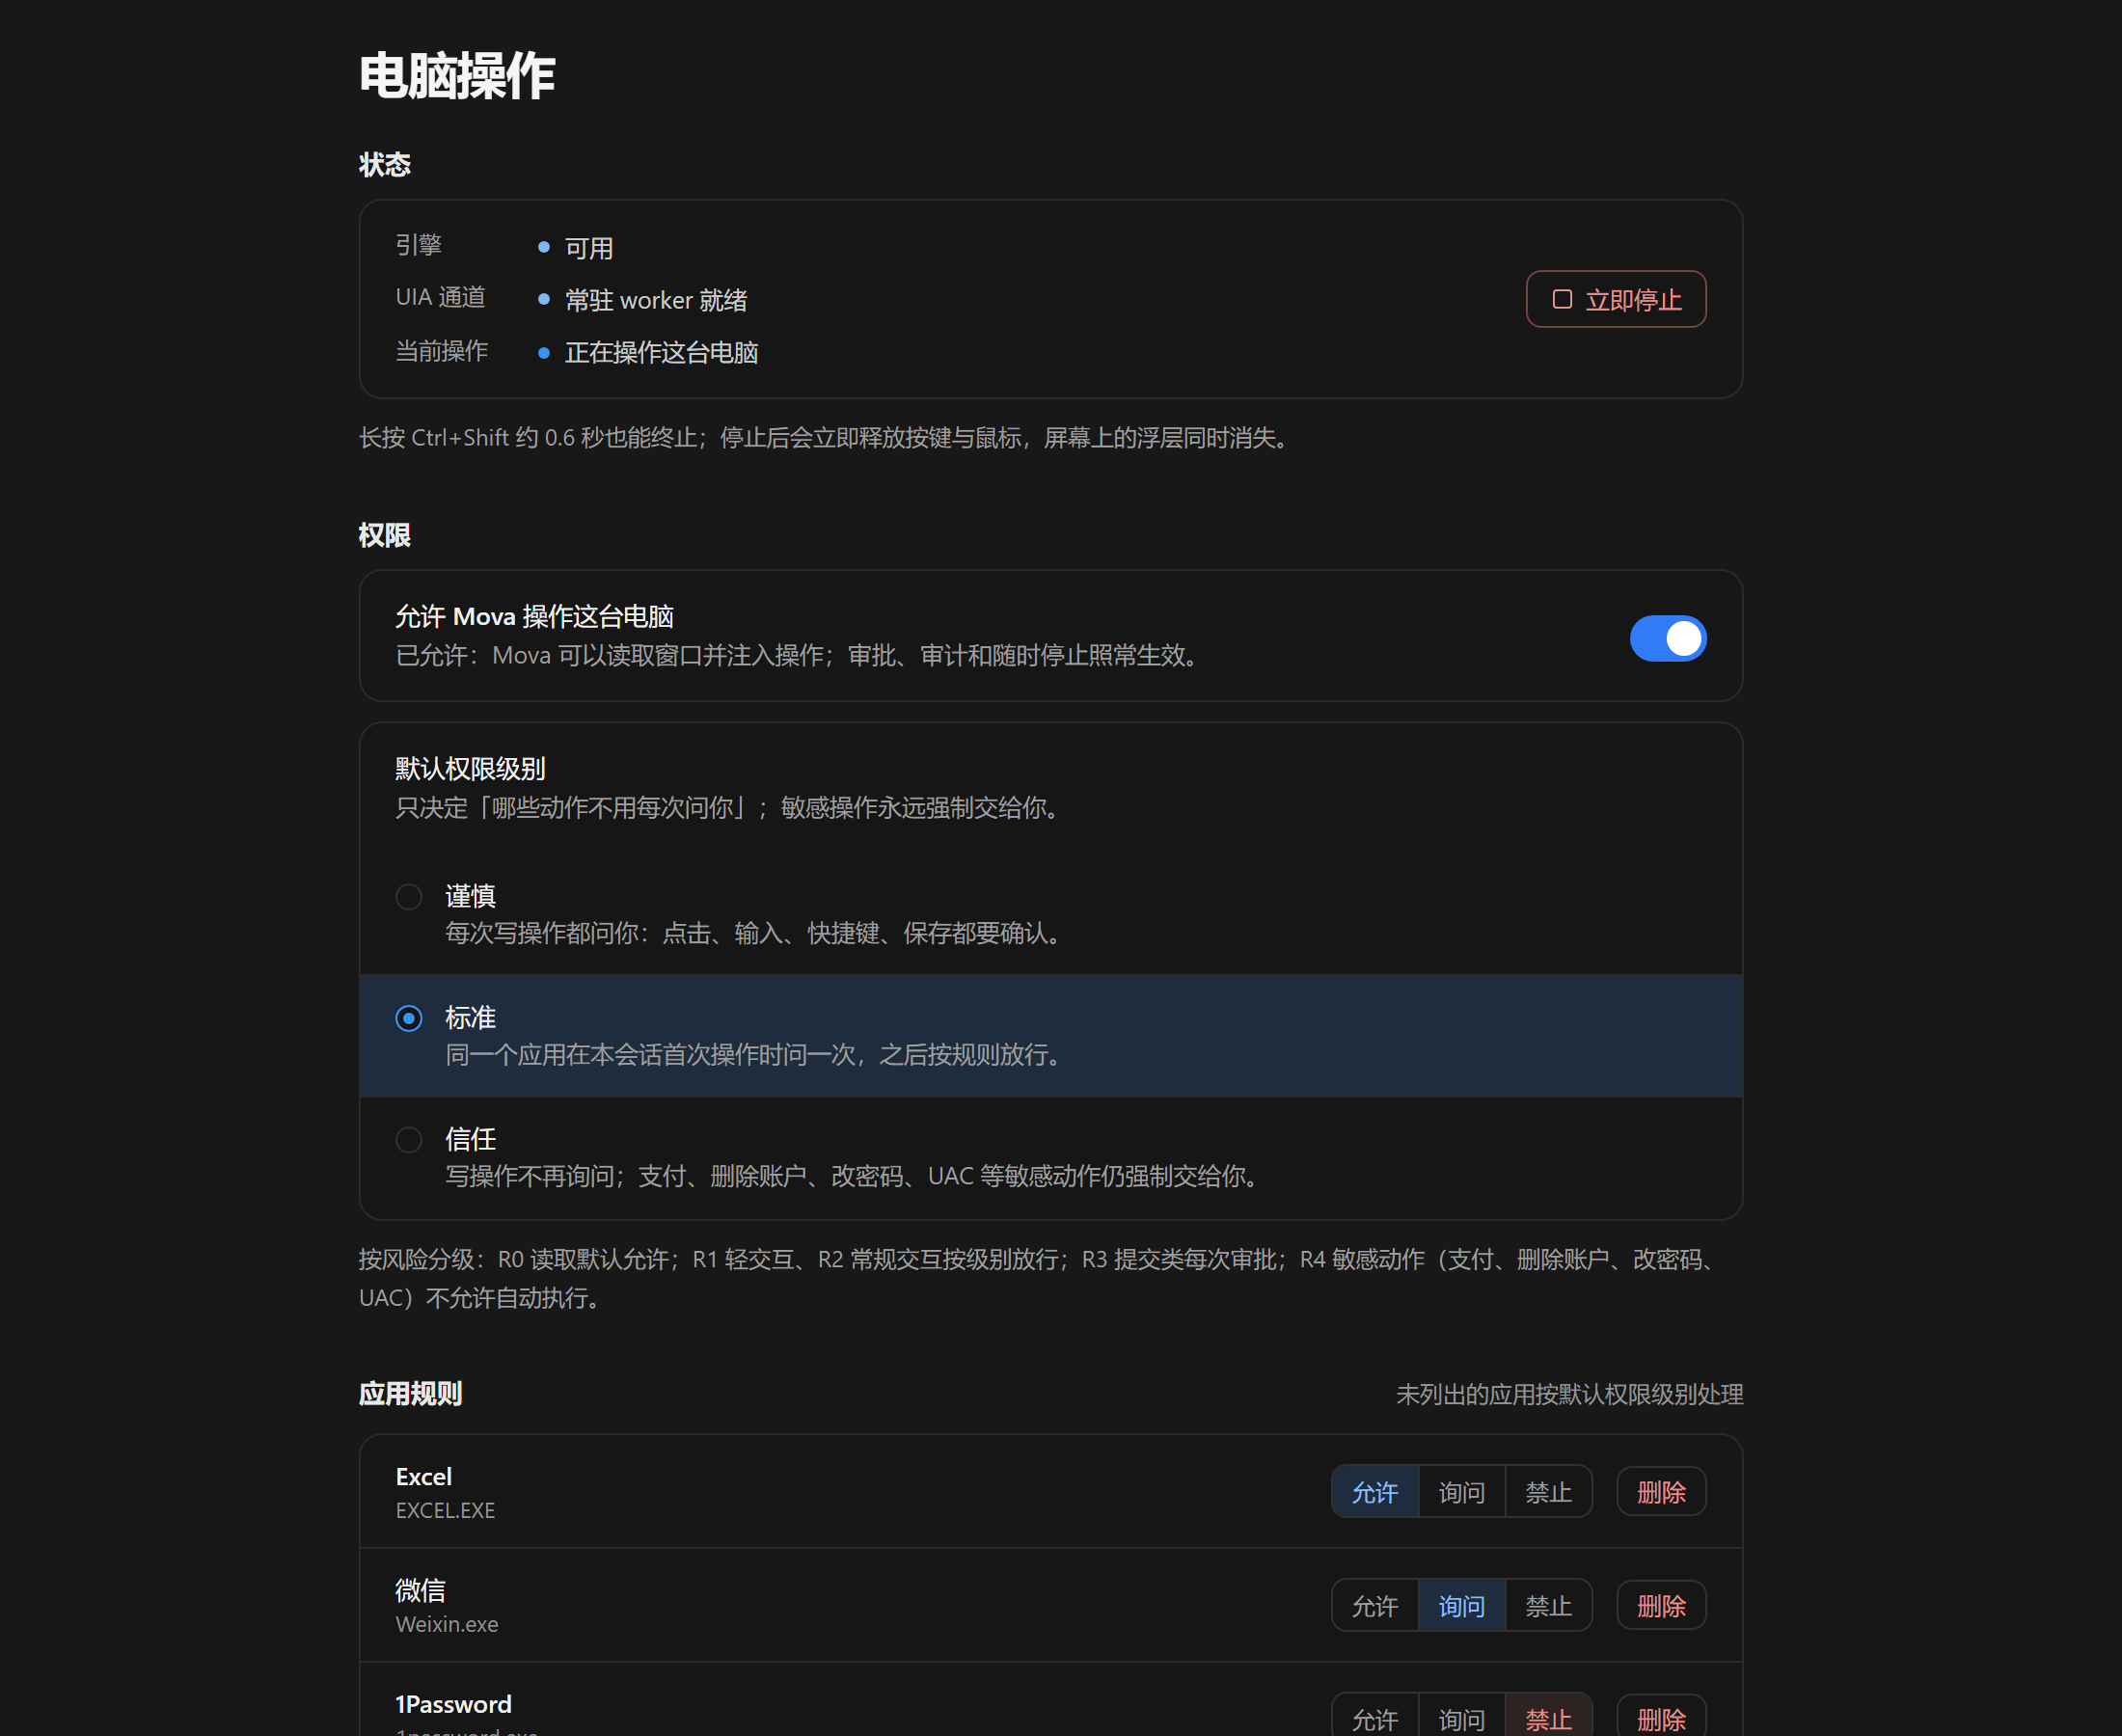 电脑操作
状态
引擎 可用
UIA 通道 常驻 worker 就绪
当前操作 正在操作这台电脑
立即停止
长按 Ctrl+Shift 约 0.6 秒也能终止；停止后会立即释放按键与鼠标，屏幕上的浮层同时消失。
权限
允许 Mova 操作这台电脑
已允许：Mova 可以读取窗口并注入操作；审批、审计和随时停止照常生效。
默认权限级别
只决定「哪些动作不用每次问你」；敏感操作永远强制交给你。
谨慎
每次写操作都问你：点击、输入、快捷键、保存都要确认。
标准
同一个应用在本会话首次操作时问一次，之后按规则放行。
信任
写操作不再询问；支付、删除账户、改密码、UAC 等敏感动作仍强制交给你。
按风险分级：R0 读取默认允许；R1 轻交互、R2 常规交互按级别放行；R3 提交类每次审批；R4 敏感动作（支付、删除账户、改密码、
UAC）不允许自动执行。
应用规则 未列出的应用按默认权限级别处理
Excel
EXCEL.EXE
允许 询问 禁止 删除
微信
Weixin.exe
允许 询问 禁止 删除
1Password
1password.exe
允许 询问 禁止 删除